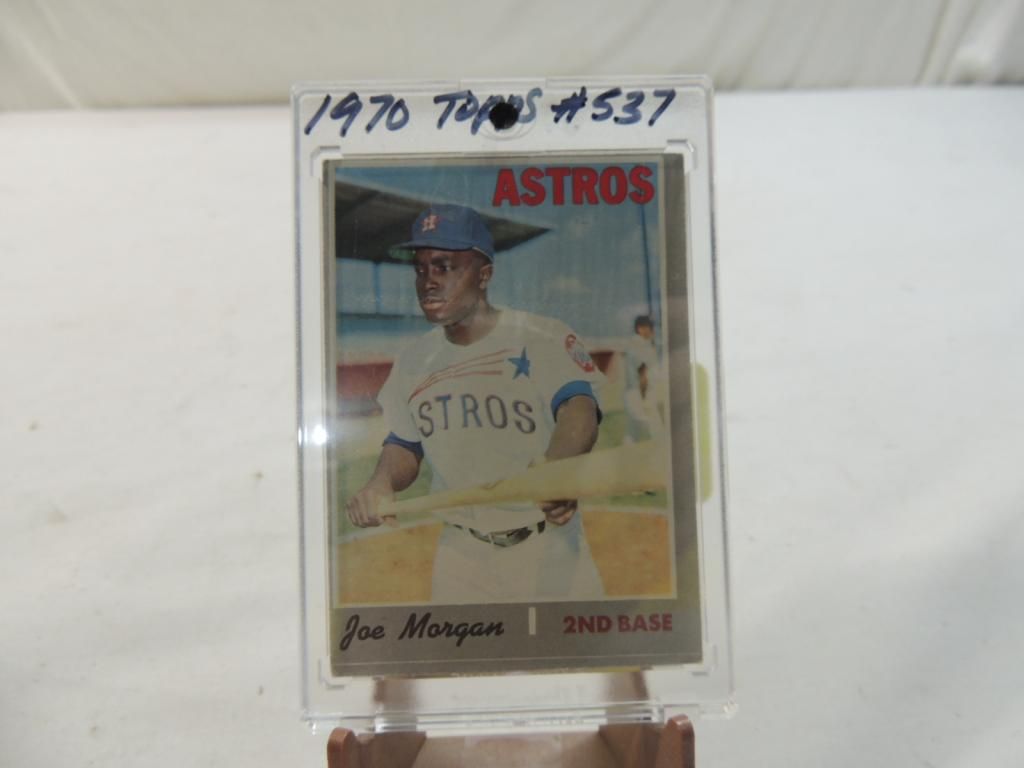 1970 Topps #537
ASTROS
H
STROS
Joe Morgan 2ND BASE